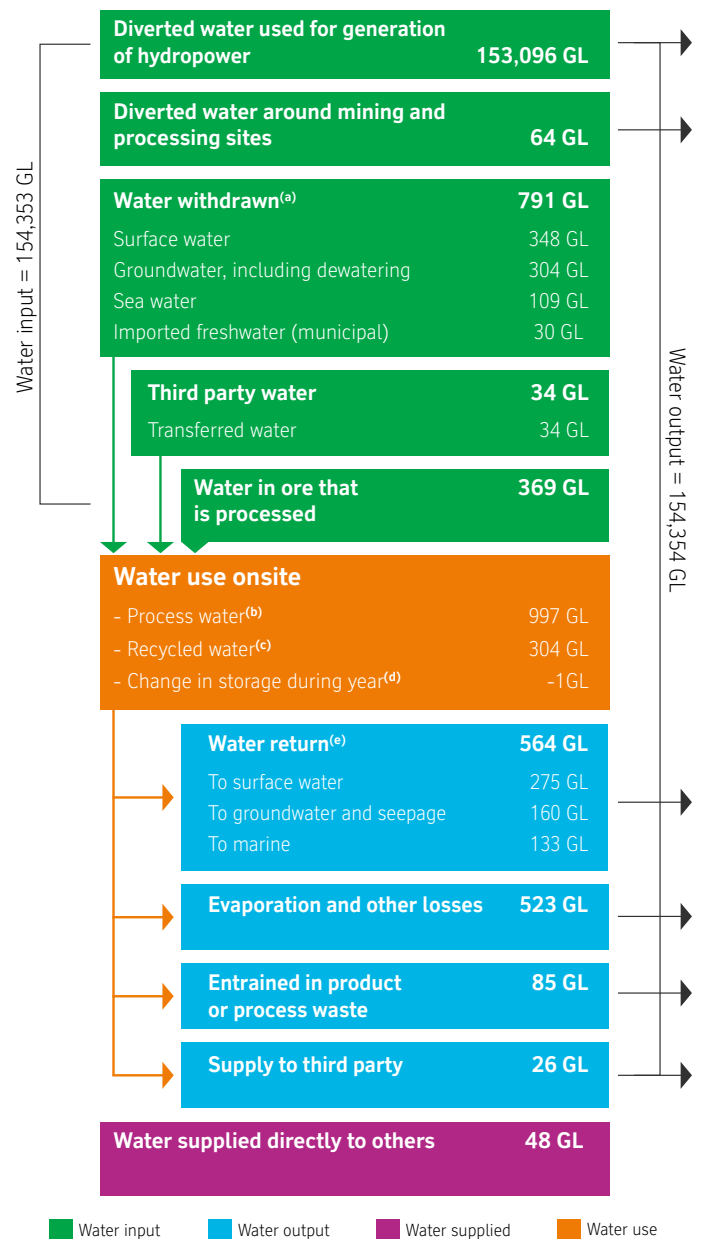 Diverted water used for generation
of hydropower 153,096 GL
Diverted water around mining and
processing sites 64 GL
Water input = 154,353 GL
Water withdrawn(a) 791 GL
Surface water 348 GL
Groundwater, including dewatering 304 GL
Sea water 109 GL
Imported freshwater (municipal) 30 GL
Third party water 34 GL
Transferred water 34 GL
Water in ore that 369 GL
is processed
Water output = 154,354 GL
Water use onsite
- Process water(b) 997 GL
- Recycled water(c) 304 GL
- Change in storage during year(d) -1GL
Water return(e) 564 GL
To surface water 275 GL
To groundwater and seepage 160 GL
To marine 133 GL
Evaporation and other losses 523 GL
Entrained in product 85 GL
or process waste
Supply to third party 26 GL
Water supplied directly to others 48 GL
Water input Water output Water supplied Water use